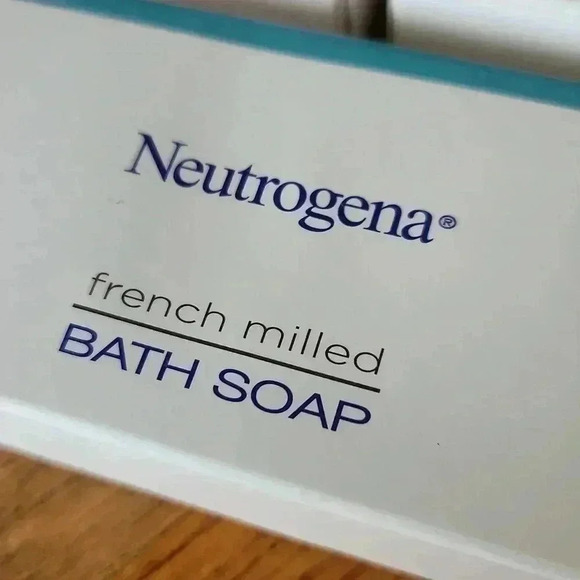 Neutrogena®
french milled
BATH SOAP